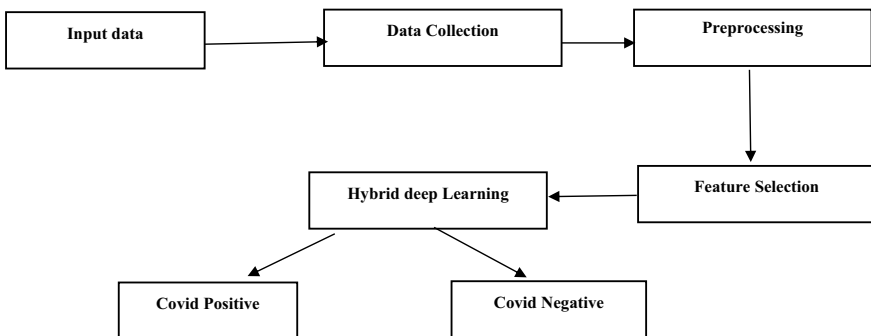 Input data
Data Collection
Preprocessing
Feature Selection
Hybrid deep Learning
Covid Positive
Covid Negative